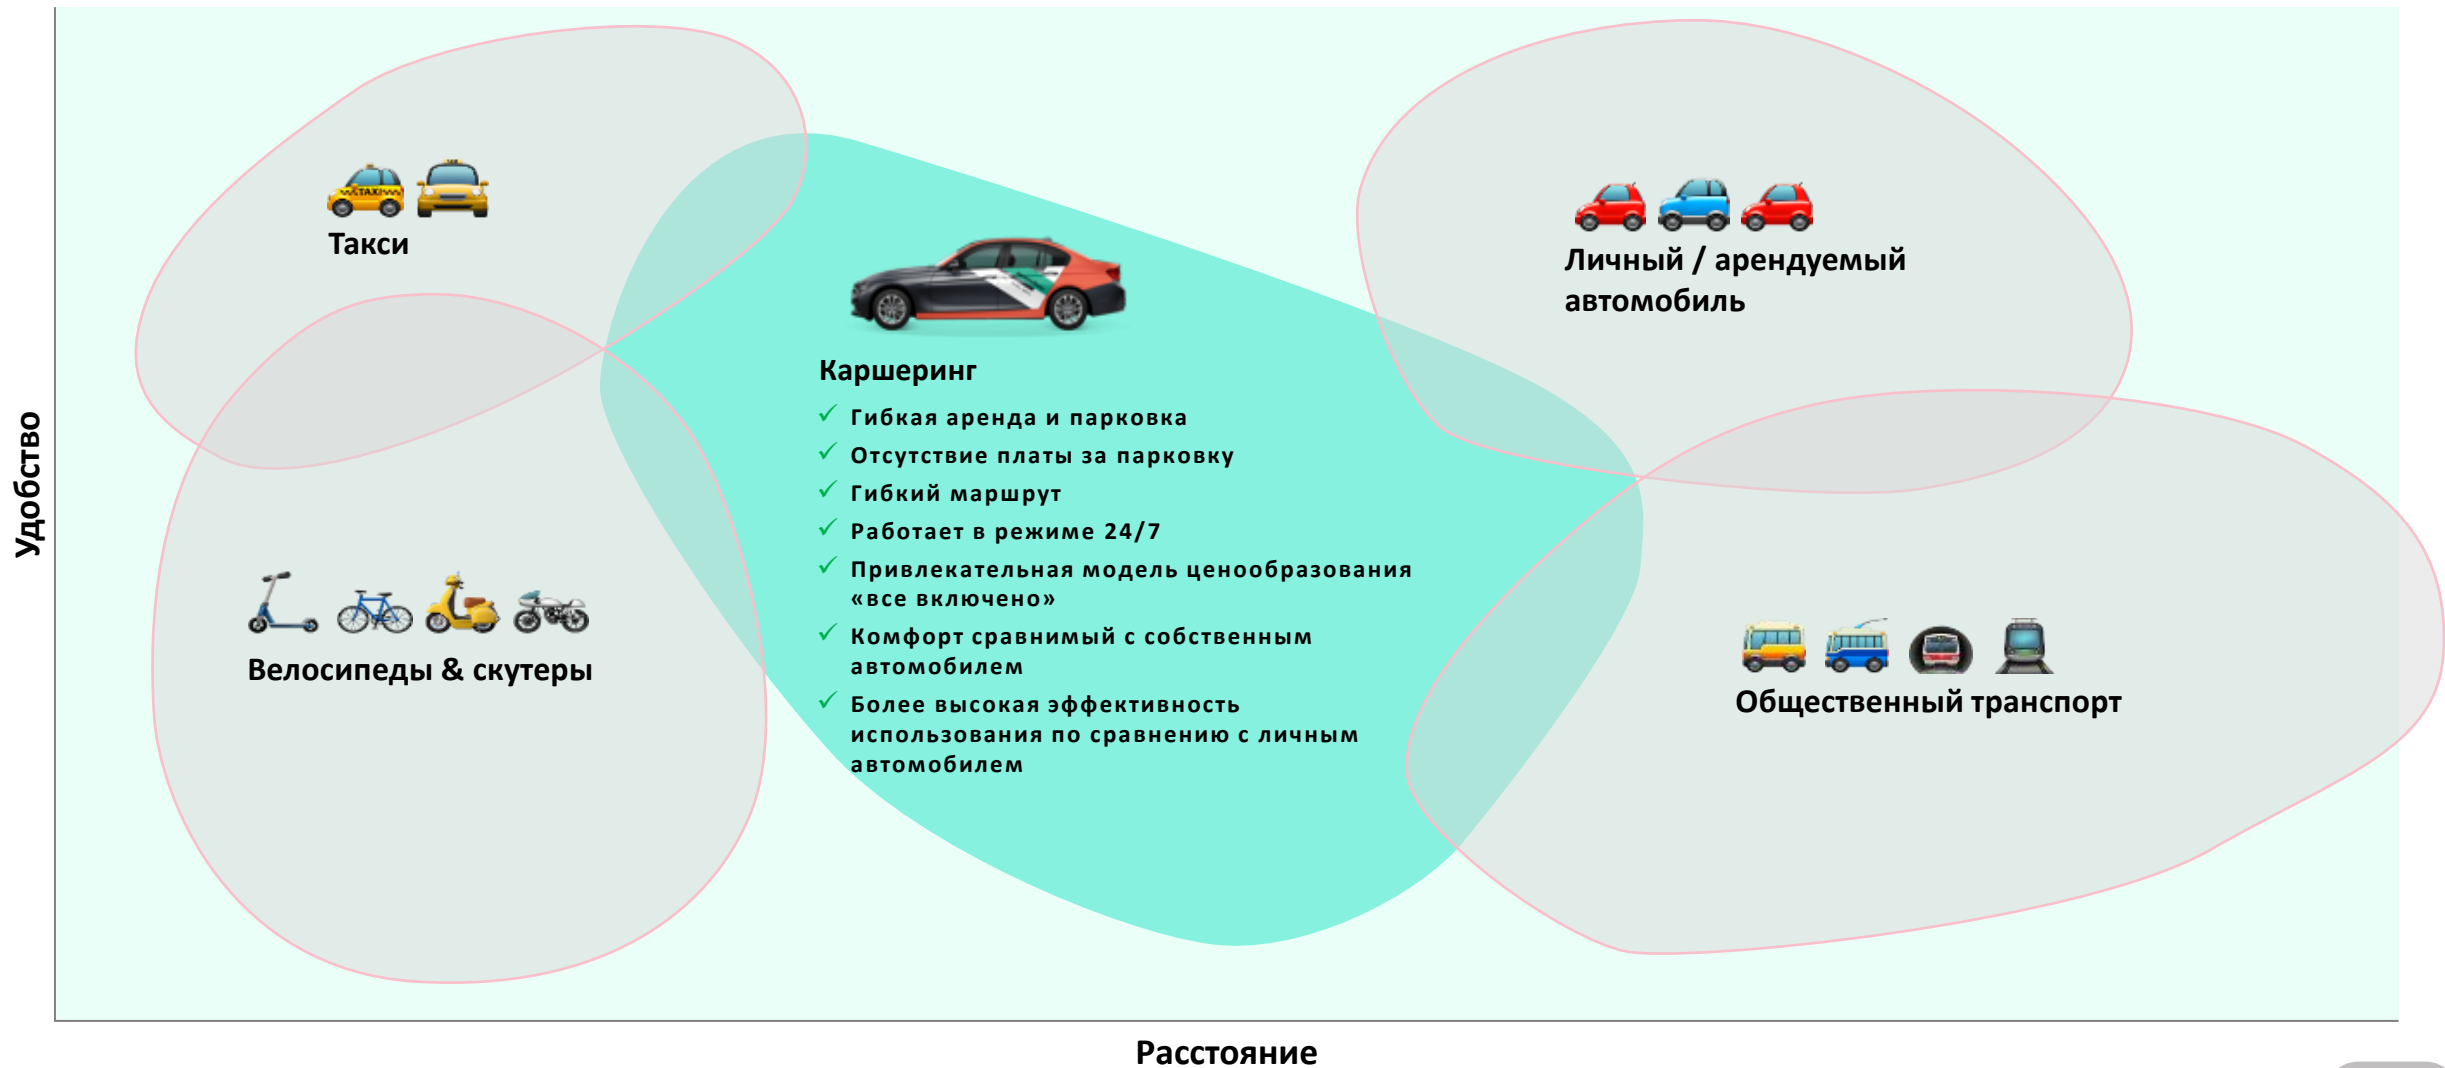 Такси
Личный / арендуемый
автомобиль
Каршеринг
Гибкая аренда и парковка
Отсутствие платы за парковку
Гибкий маршрут
Работает в режиме 24/7
Привлекательная модель ценообразования
«все включено»
Комфорт сравнимый с собственным
автомобилем
Более высокая эффективность
использования по сравнению с личным
автомобилем
Велосипеды & скутеры
Общественный транспорт
Удобство
Расстояние
TAXI